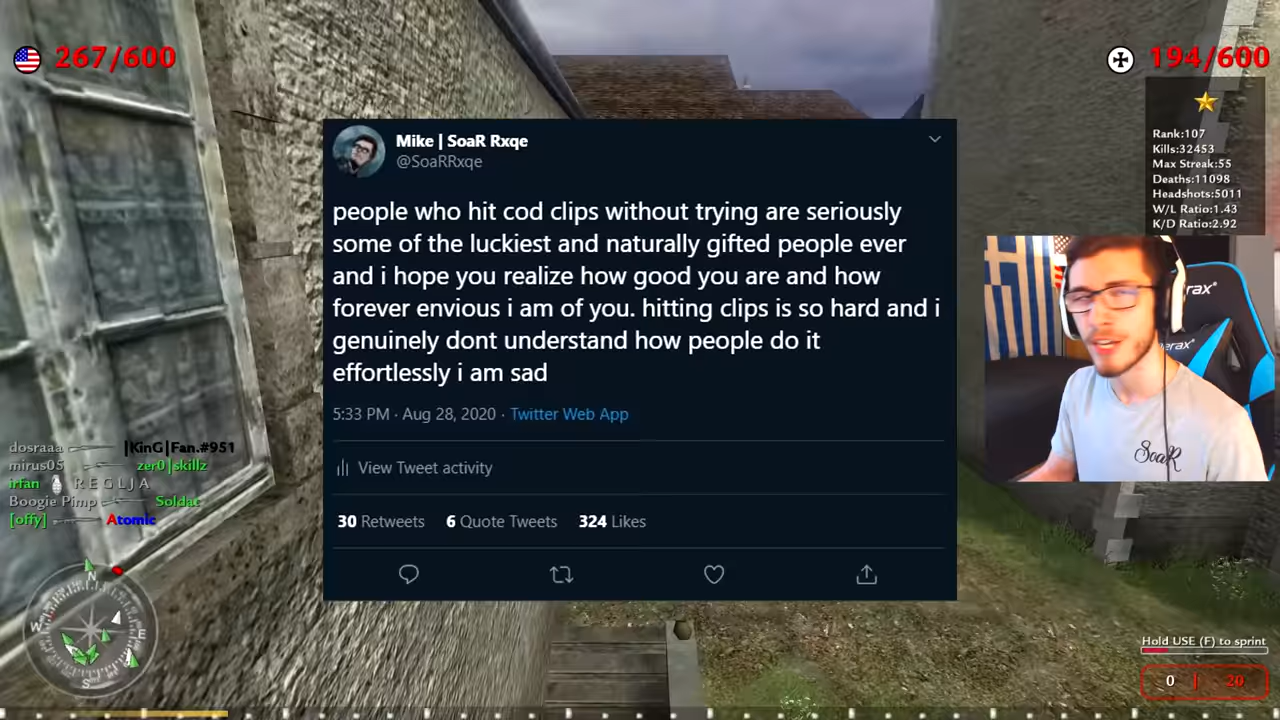 267/600
194/600
Rank:107
Kills:32453
Max Streak:55
Deaths:11098
Headshots:5011
W/L Ratio:1.43
K/D Ratio:2.92
Mike | SoaR Rxqe
@SoaRRxqe
people who hit cod clips without trying are seriously
some of the luckiest and naturally gifted people ever
and i hope you realize how good you are and how
forever envious i am of you. hitting clips is so hard and i
genuinely dont understand how people do it
effortlessly i am sad
5:33 PM · Aug 28, 2020 · Twitter Web App
View Tweet activity
30 Retweets 6 Quote Tweets 324 Likes
dosraaa |KinG|Fan.#951
mirus05 zer0|skillz
irfan R E G L J A
Boogie Pimp Soldat
[offy] Atomic
N
W E
S
SoaR
Hold USE (F) to sprint
0 | 20